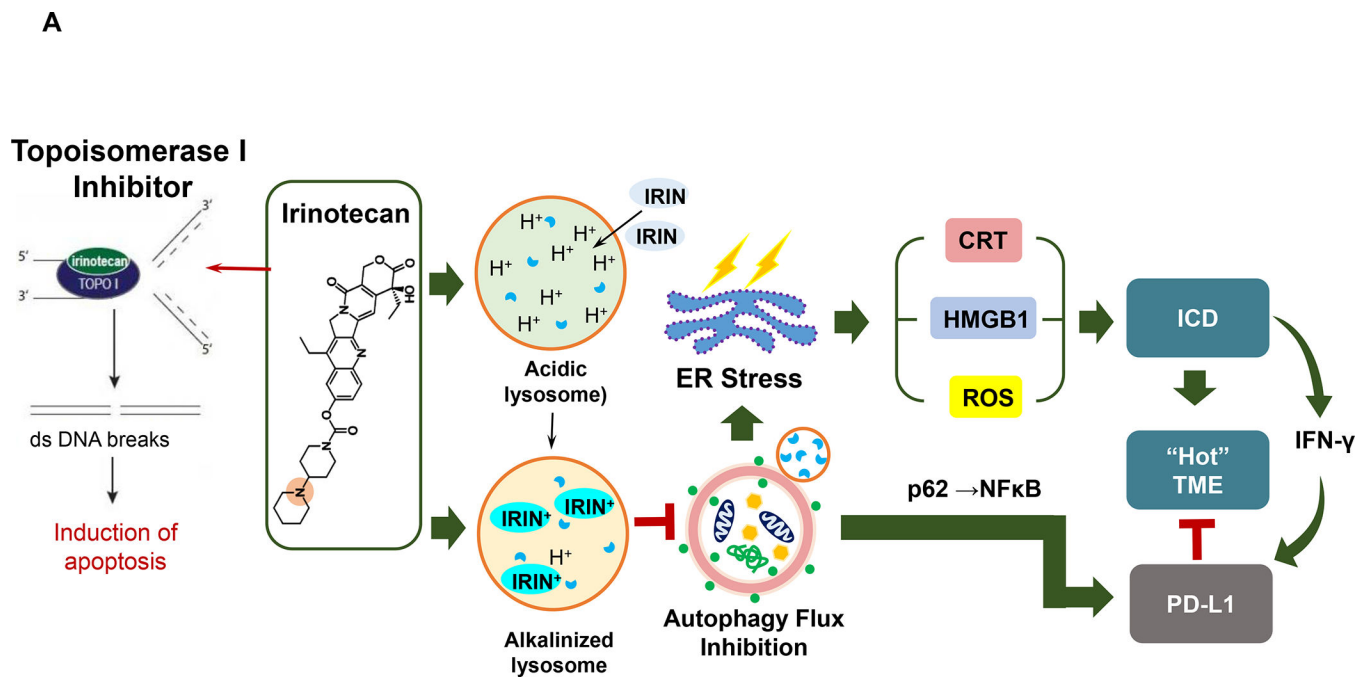 A
Topoisomerase I
Inhibitor
3'
5'
irinotecan
TOPO I
3'
5'
ds DNA breaks
Induction of
apoptosis
Irinotecan
O
O
O
OH
N
N
O
O
N
N
IRIN
IRIN
H+
H+
H+
H+
H+
H+
H+
H+
Acidic
lysosome)
IRIN+
IRIN+
H+
IRIN+
Alkalinized
lysosome
ER Stress
Autophagy Flux
Inhibition
CRT
HMGB1
ROS
p62 →NFκB
ICD
"Hot"
TME
IFN-γ
PD-L1